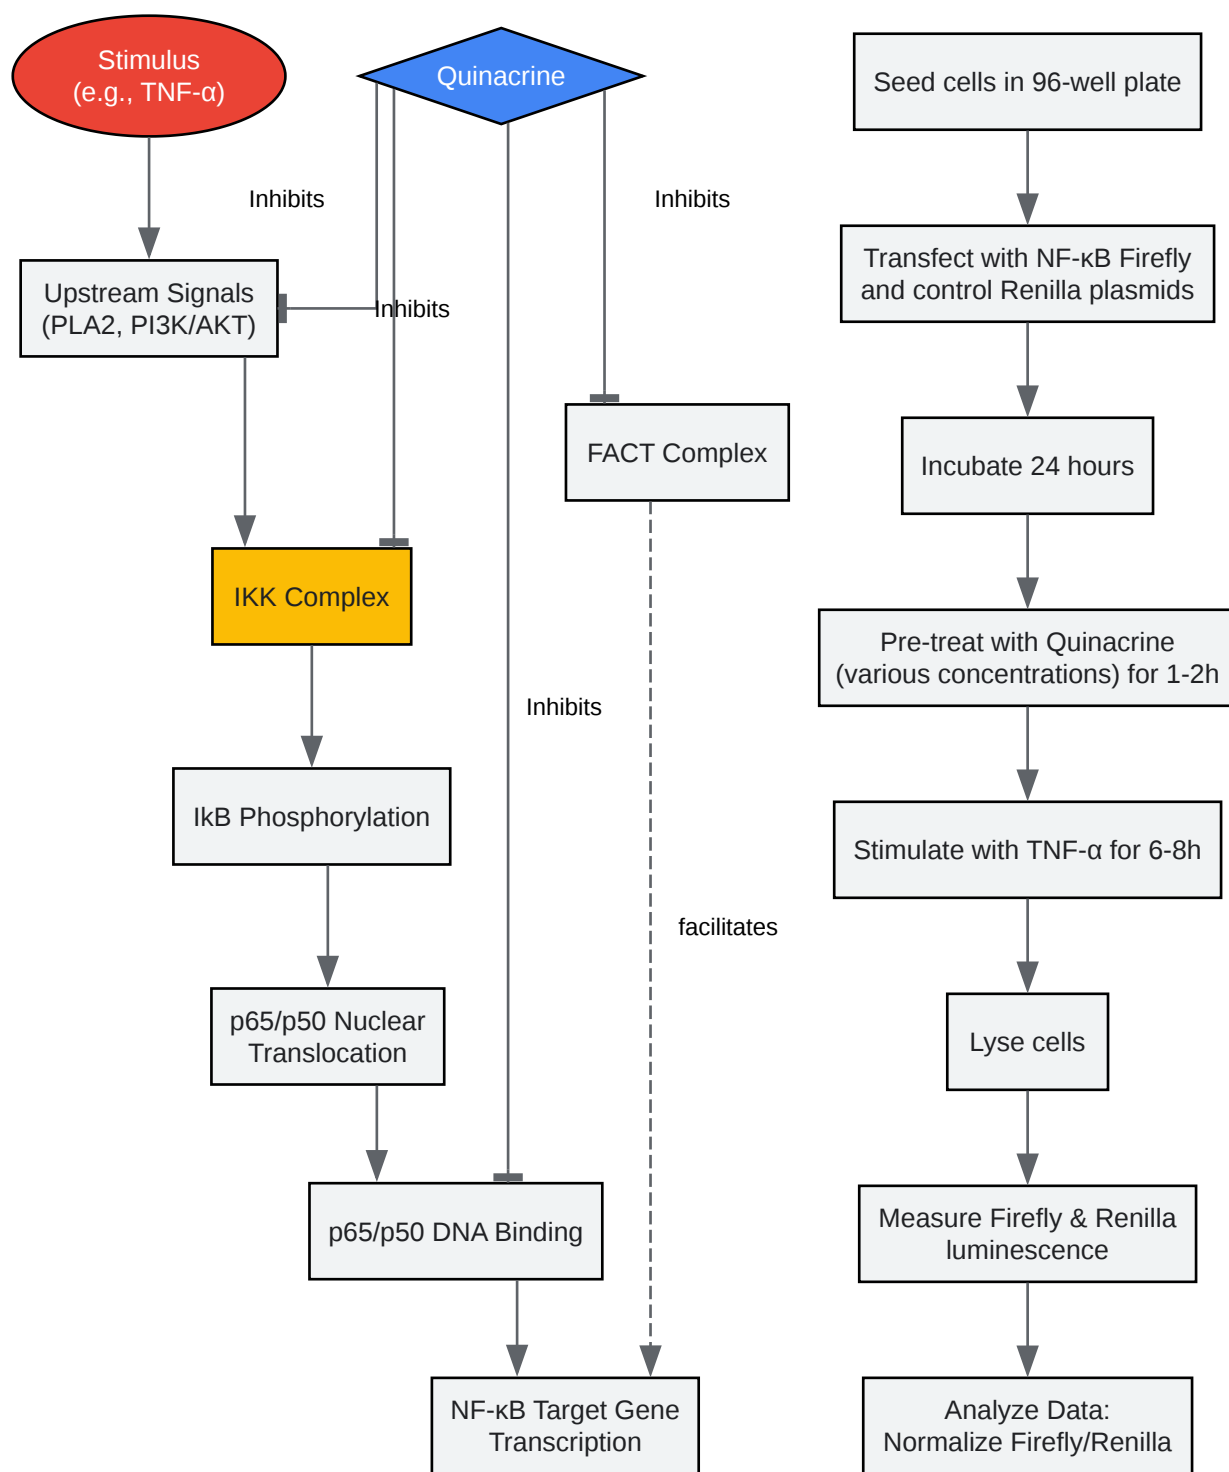 Stimulus
(e.g., TNF-α)
Quinacrine
Inhibits
Inhibits
Upstream Signals
(PLA2, PI3K/AKT)
Inhibits
FACT Complex
IKK Complex
Inhibits
IkB Phosphorylation
facilitates
p65/p50 Nuclear
Translocation
p65/p50 DNA Binding
NF-κB Target Gene
Transcription
Seed cells in 96-well plate
Transfect with NF-κB Firefly
and control Renilla plasmids
Incubate 24 hours
Pre-treat with Quinacrine
(various concentrations) for 1-2h
Stimulate with TNF-α for 6-8h
Lyse cells
Measure Firefly & Renilla
luminescence
Analyze Data:
Normalize Firefly/Renilla